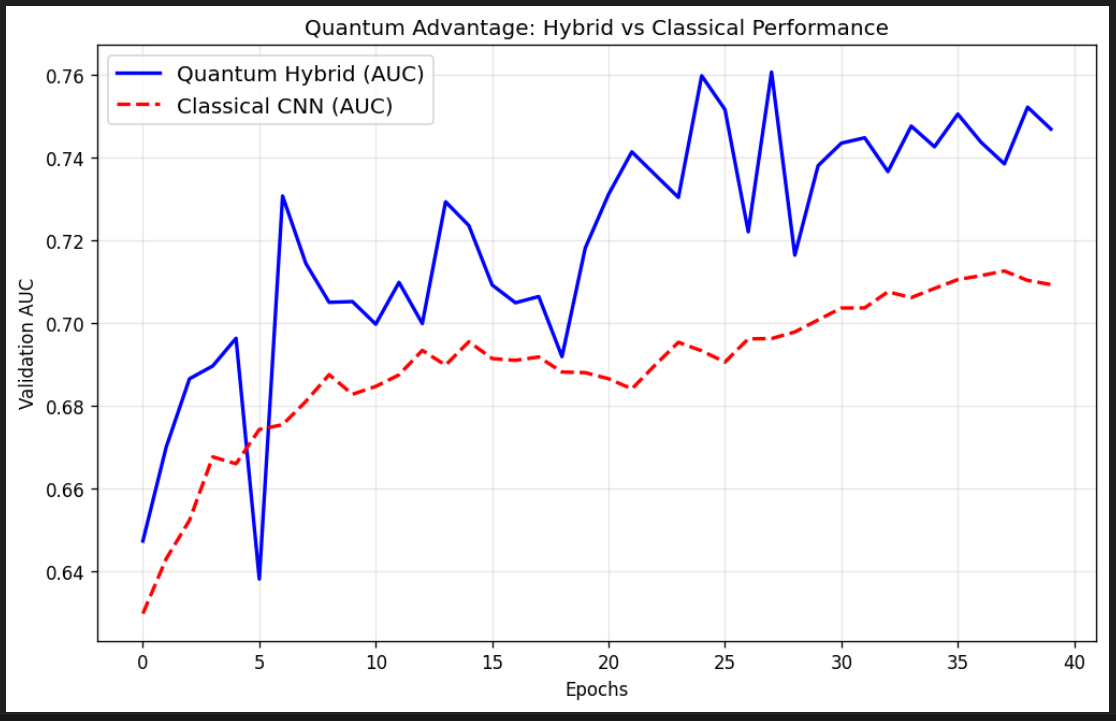 Quantum Advantage: Hybrid vs Classical Performance
Quantum Hybrid (AUC)
Classical CNN (AUC)
Validation AUC
0.76
0.74
0.72
0.70
0.68
0.66
0.64
0 5 10 15 20 25 30 35 40
Epochs